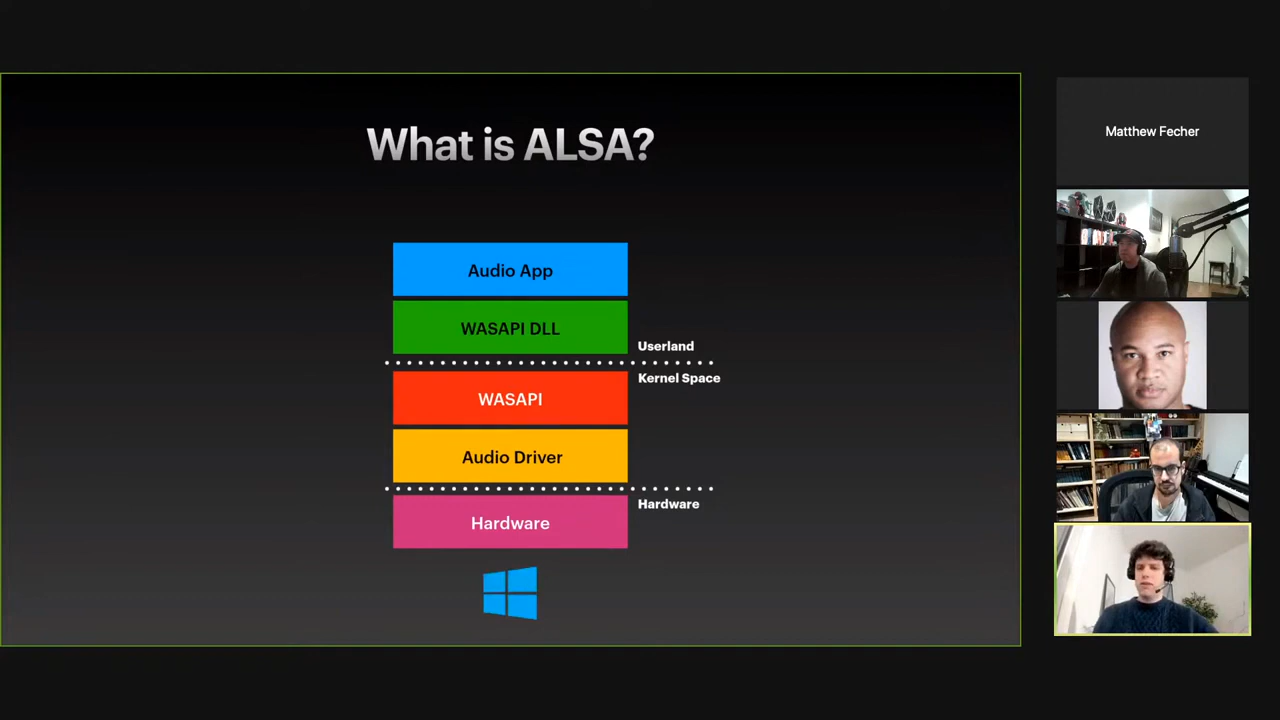 What is ALSA?
Audio App
WASAPI DLL
Userland
Kernel Space
WASAPI
Audio Driver
Hardware
Hardware
Matthew Fecher